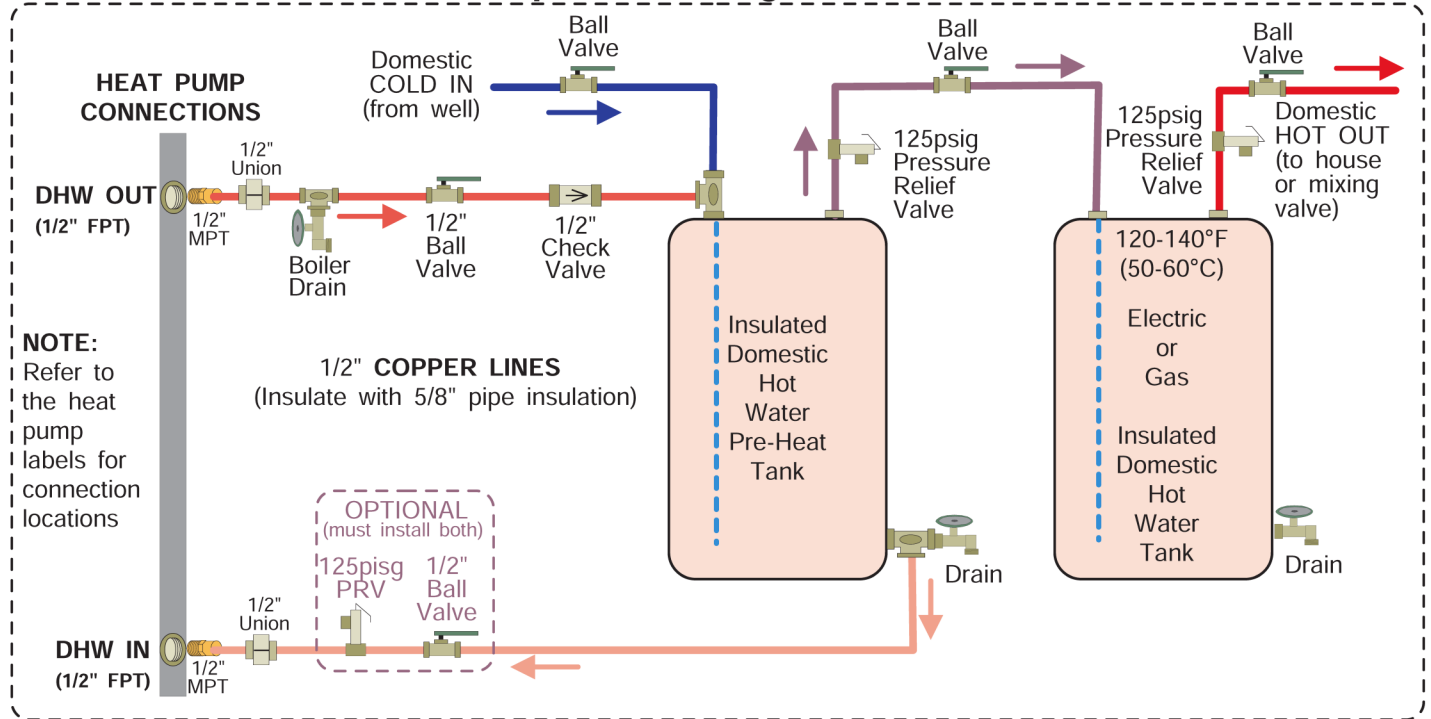 HEAT PUMP
CONNECTIONS
Domestic
COLD IN
(from well)
Ball
Valve
Ball
Valve
Ball
Valve
125psig
Pressure
Relief
Valve
125psig
Pressure
Relief
Valve
Domestic
HOT OUT
(to house
or mixing
valve)
DHW OUT
(1/2" FPT)
1/2"
MPT
1/2"
Union
Boiler
Drain
1/2"
Ball
Valve
1/2"
Check
Valve
NOTE:
Refer to
the heat
pump
labels for
connection
locations
1/2" COPPER LINES
(Insulate with 5/8" pipe insulation)
Insulated
Domestic
Hot
Water
Pre-Heat
Tank
120-140°F
(50-60°C)
Electric
or
Gas
Insulated
Domestic
Hot
Water
Tank
Drain
Drain
OPTIONAL
(must install both)
125pisg
PRV
1/2"
Ball
Valve
1/2"
Union
DHW IN
(1/2" FPT)
1/2"
MPT